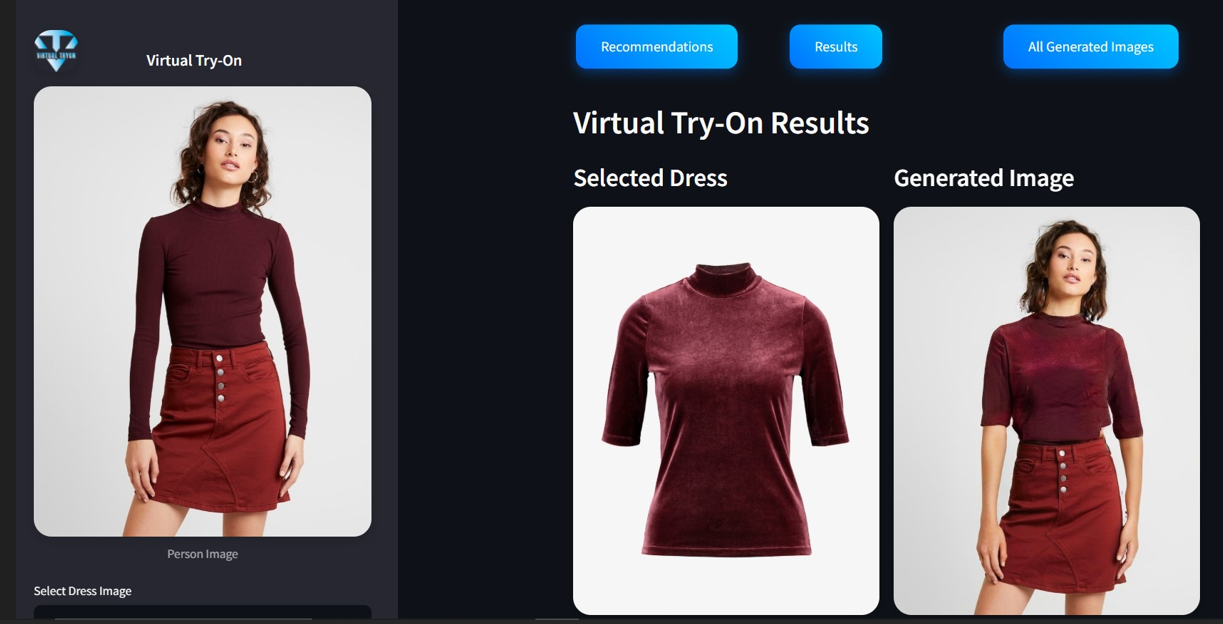 VIRTUAL TRYON
Virtual Try-On
Person Image
Select Dress Image
Recommendations
Results
All Generated Images
Virtual Try-On Results
Selected Dress
Generated Image